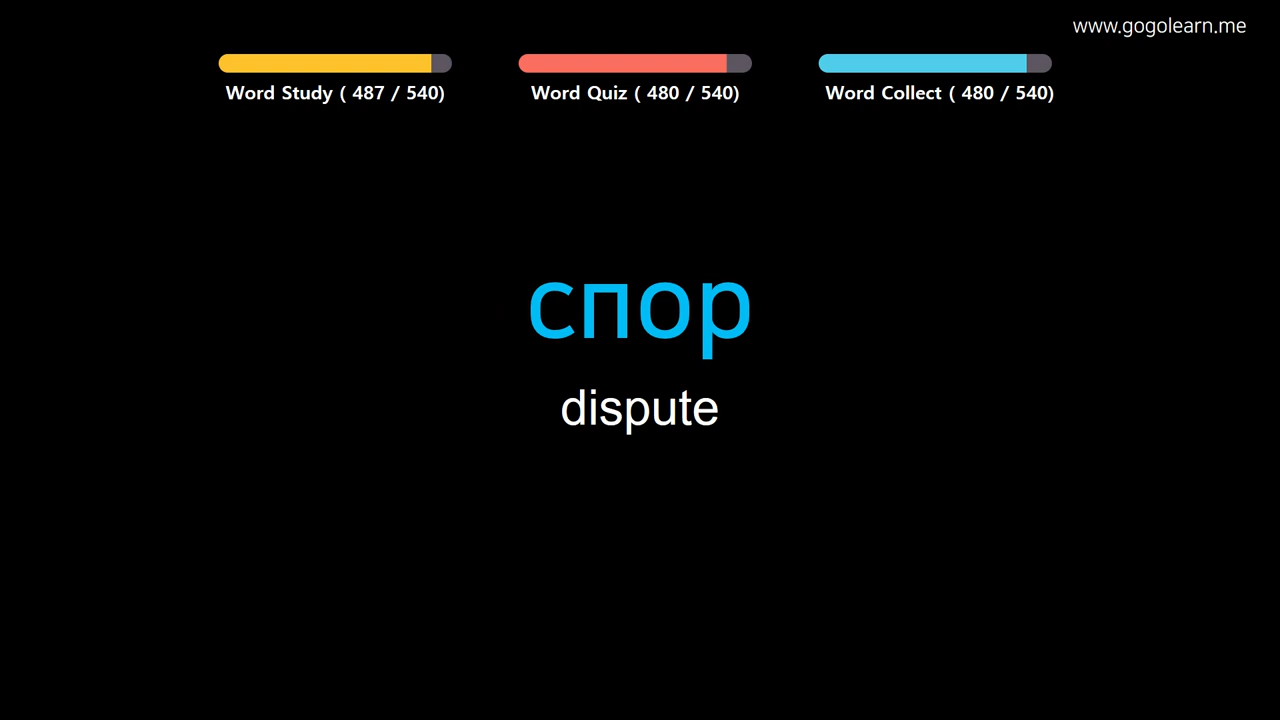 www.gogolearn.me
Word Study ( 487 / 540)
Word Quiz ( 480 / 540)
Word Collect ( 480 / 540)
спор
dispute